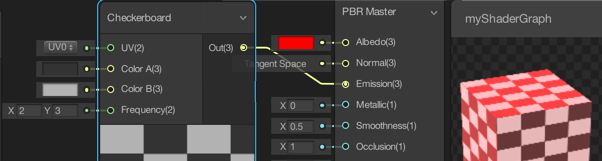 Checkerboard
UV0
UV(2)
Out(3)
Color A(3)
Color B(3)
X 2 Y 3
Frequency(2)
PBR Master
Albedo(3)
Tangent Space
Normal(3)
Emission(3)
X 0
Metallic(1)
X 0.5
Smoothness(1)
X 1
Occlusion(1)
myShaderGraph